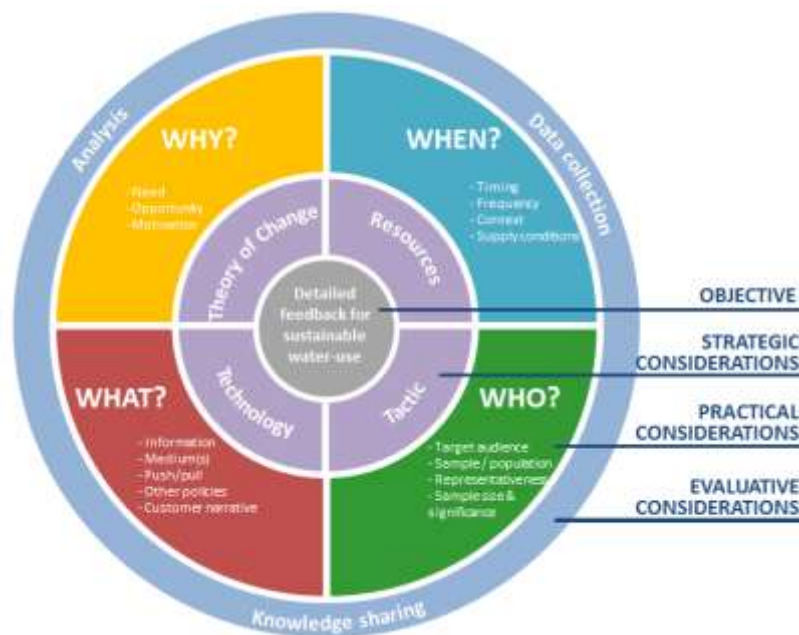 Analysis
Data collection
WHY?
- Need
- Opportunity
- Motivation
WHEN?
- Timing
- Frequency
- Context
- Supply conditions
Theory of Change
Resources
Detailed
feedback for
sustainable
water-use
OBJECTIVE
STRATEGIC
CONSIDERATIONS
Technology
Tactic
WHAT?
- Information
- Medium(s)
- Push/pull
- Other policies
- Customer narrative
WHO?
- Target audience
- Sample / population
- Representativeness
- Sample size &
significance
PRACTICAL
CONSIDERATIONS
EVALUATIVE
CONSIDERATIONS
Knowledge sharing